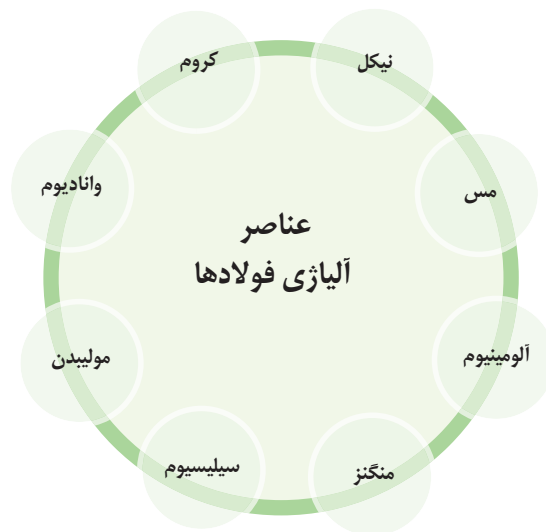 عناصر
آلیاژی فولادها
نیکل
مس
آلومینیوم
منگنز
سیلیسیوم
مولیبدن
وانادیوم
کروم